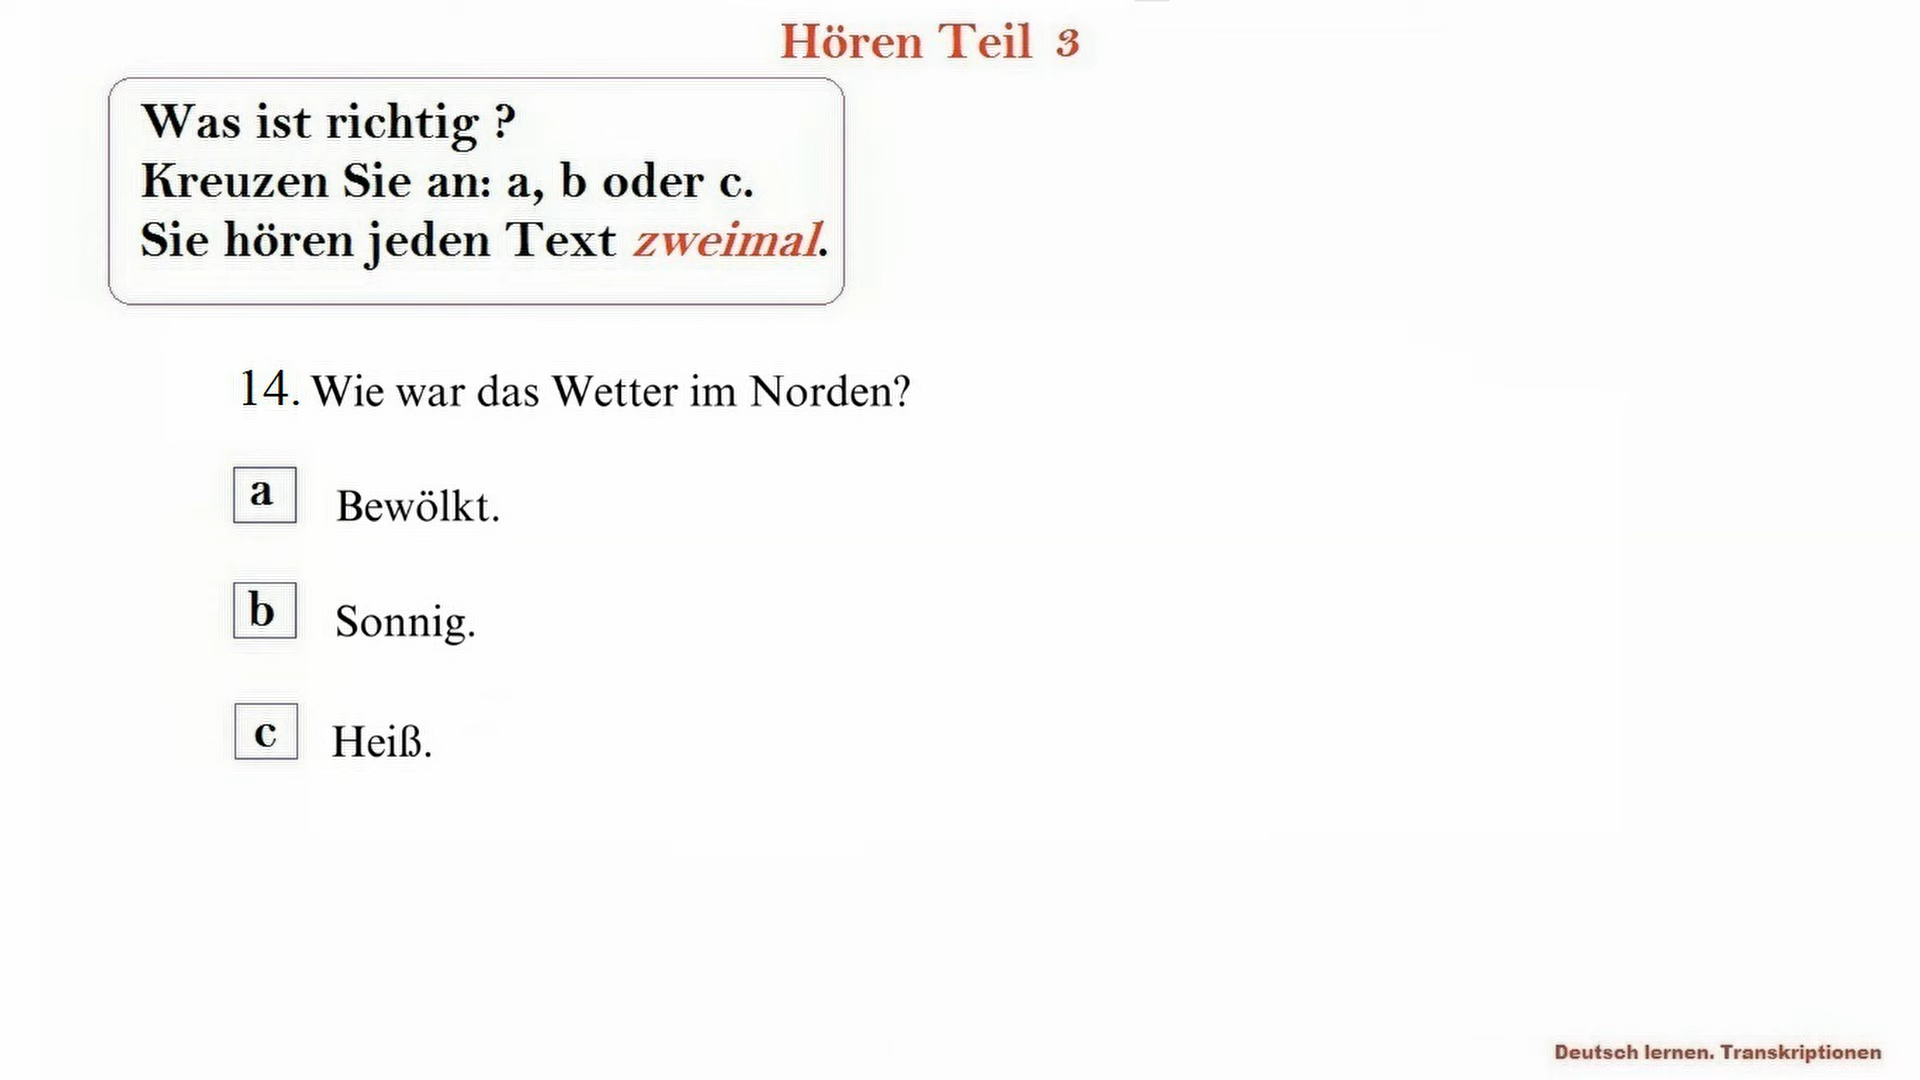 Hören Teil 3
Was ist richtig ?
Kreuzen Sie an: a, b oder c.
Sie hören jeden Text zweimal.
14. Wie war das Wetter im Norden?
a Bewölkt.
b Sonnig.
c Heiß.
Deutsch lernen. Transkriptionen